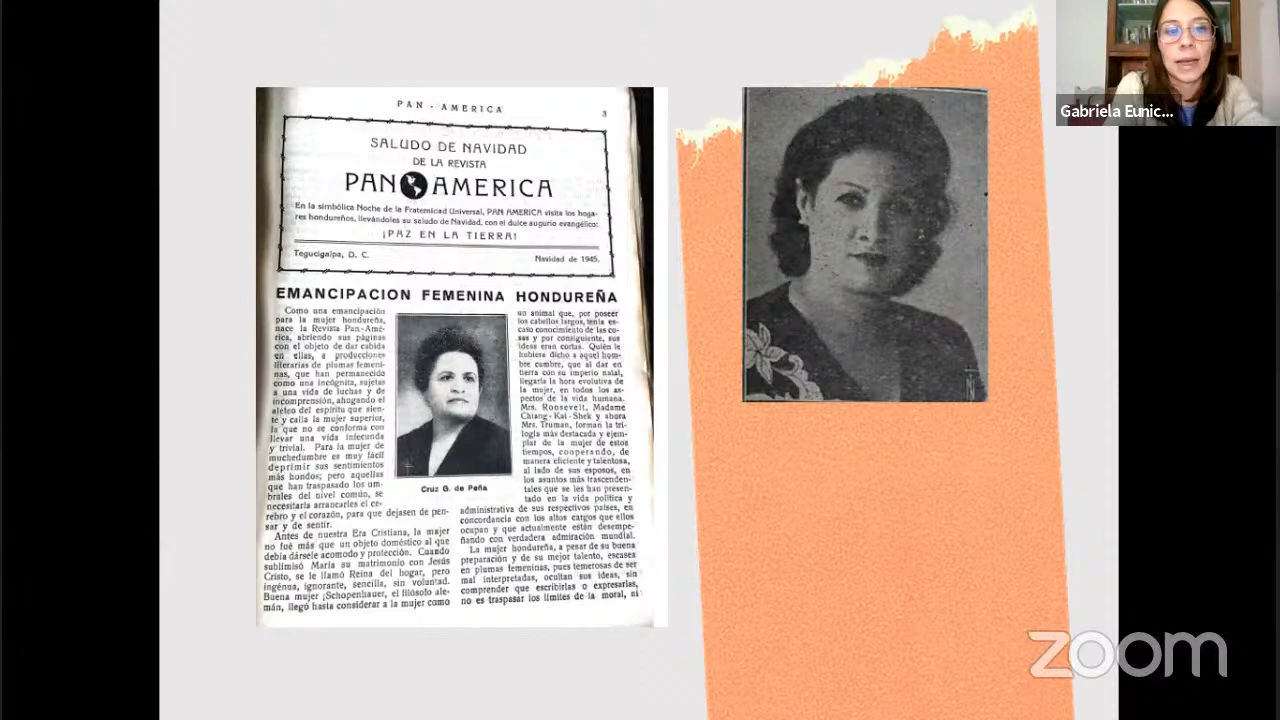 PAN - AMERICA
3
SALUDO DE NAVIDAD
DE LA REVISTA
PAN AMERICA
En la simbólica Noche de la Fraternidad Universal, PAN AMERICA visita los hoga-
res hondureños, llevándoles su saludo de Navidad, con el dulce augurio evangélico:
¡PAZ EN LA TIERRA!
Tegucigalpa, D. C.
Navidad de 1945.
EMANCIPACION FEMENINA HONDUREÑA
Como una emancipación
para la mujer hondureña,
nace la Revista Pan-Amé-
rica, abriendo sus páginas
con el objeto de dar cabida
en ellas, a producciones
literarias de plumas femeni-
nas, que han permanecido
como una incógnita, sujetas
a una vida de luchas y de
incomprensión, ahogando el
aleteo del espíritu que sien-
te y calla la mujer superior,
la que no se conforma con
llevar una vida infecunda
y trivial. Para la mujer de
muchedumbre es muy fácil
deprimir sus sentimientos
más hondos; pero aquellas
que han traspasado los um-
brales del nivel común, se
necesitaría arrancarles el ce-
rebro y el corazón, para que dejasen de pen-
sar y de sentir.
Antes de nuestra Era Cristiana, la mujer
no fué más que un objeto doméstico al que
debía dársele acomodo y protección. Cuando
sublimisó María su matrimonio con Jesús
Cristo, se le llamó Reina del hogar, pero
ingénua, ignorante, sencilla, sin voluntad.
Buena mujer ¡Schopenhauer, el filósofo ale-
mán, llegó hasta considerar a la mujer como
Cruz G. de Peña
un animal que, por poseer
los cabellos largos, tenía es-
caso conocimiento de las co-
sas y por consiguiente, sus
ideas eran cortas. Quién le
hubiera dicho a aquel hom-
bre cumbre, que al dar en
tierra con su imperio natal,
llegaría la hora evolutiva de
la mujer, en todos los as-
pectos de la vida humana.
Mrs. Roosevelt, Madame
Chiang-Kai-Shek y ahora
Mrs. Truman, forman la tri-
logía más destacada y ejem-
plar de la mujer de estos
tiempos, cooperando, de
manera eficiente y talentosa,
al lado de sus esposos, en
los asuntos más trascenden-
tales que se les han presen-
tado en la vida política y
administrativa de sus respectivos países, en
concordancia con los altos cargos que ellos
ocupan y que actualmente están desempe-
ñando con verdadera admiración mundial.
La mujer hondureña, a pesar de su buena
preparación y de su mejor talento, escasea
en plumas femeninas, pues temerosas de ser
mal interpretadas, ocultan sus ideas, sin
comprender que escribirlas o expresarlas,
no es traspasar los límites de la moral, ni
Gabriela Eunic...
zoom